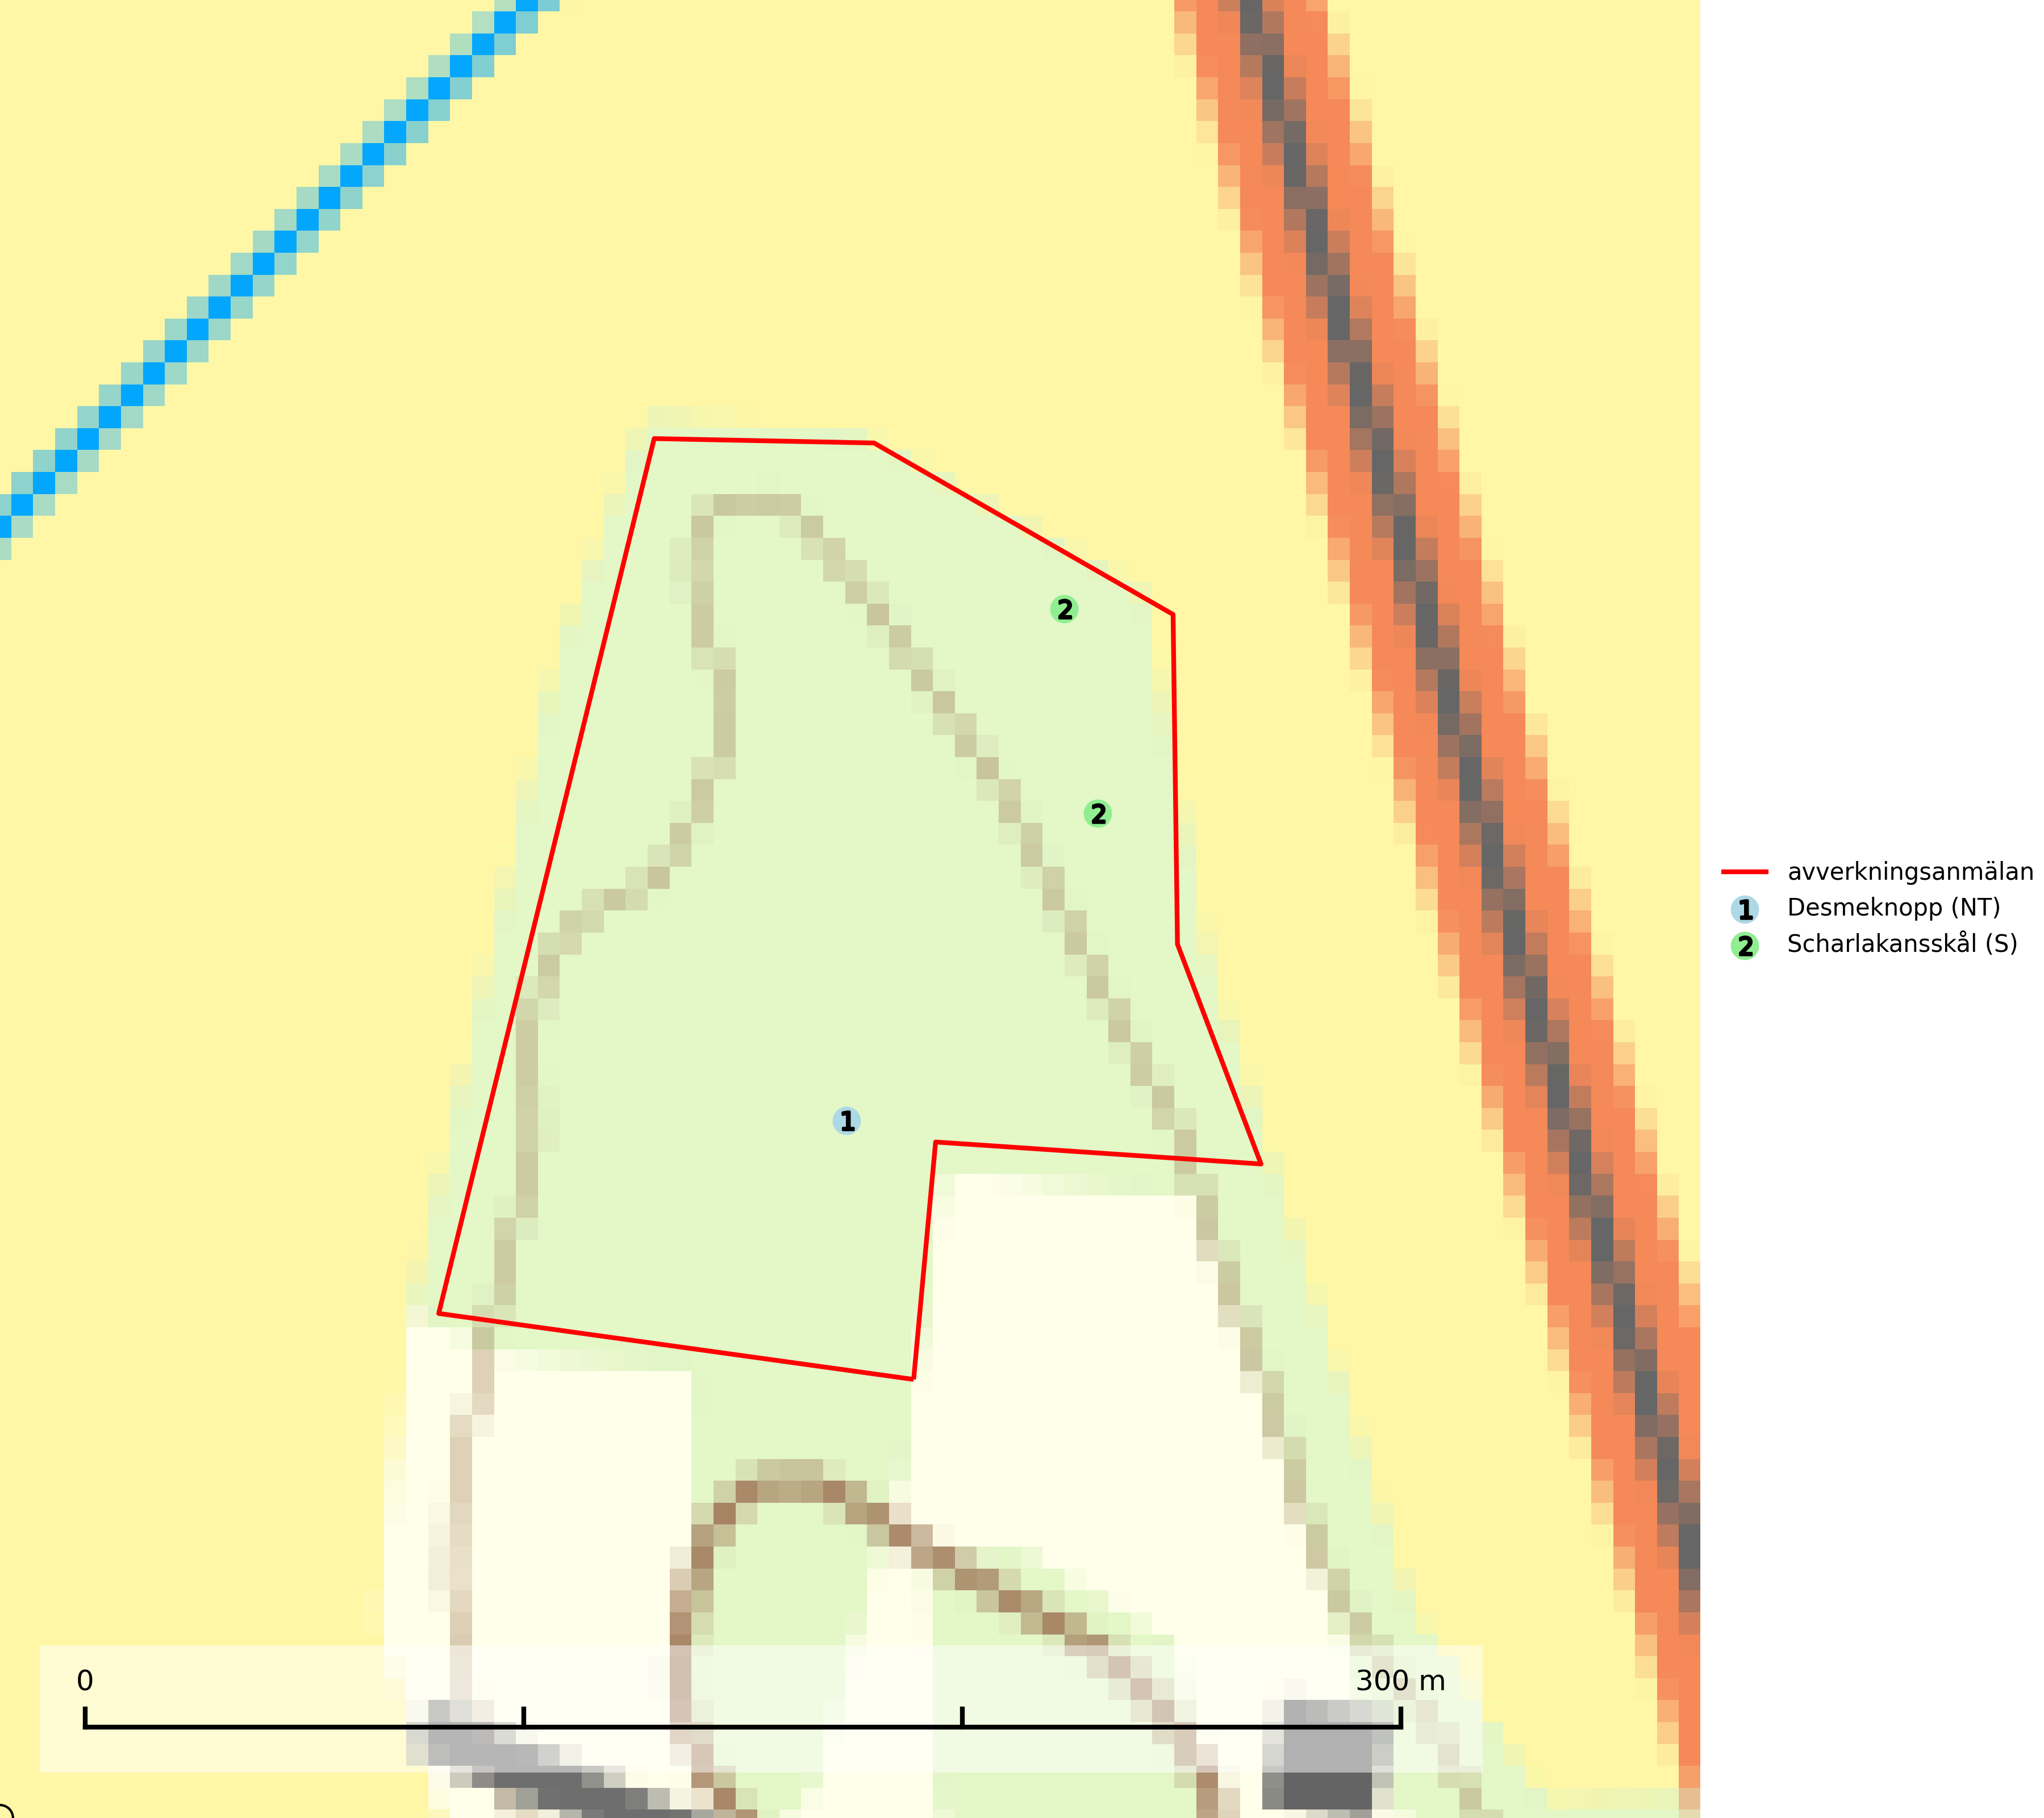 2
2
1
avverkningsanmälan
1 Desmeknopp (NT)
2 Scharlakansskål (S)
0 300 m